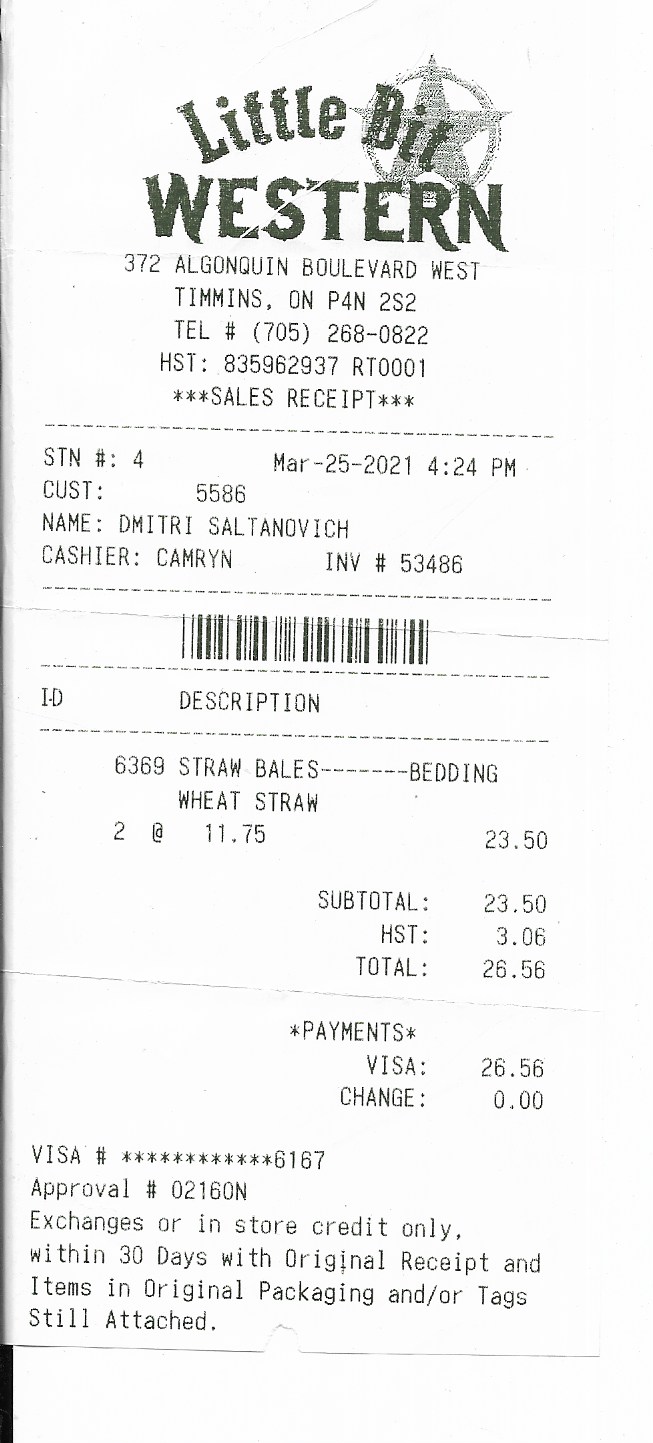 Little Bit
WESTERN
372 ALGONQUIN BOULEVARD WEST
TIMMINS, ON P4N 2S2
TEL # (705) 268-0822
HST: 835962937 RT0001
***SALES RECEIPT***
STN #: 4 Mar-25-2021 4:24 PM
CUST: 5586
NAME: DMITRI SALTANOVICH
CASHIER: CAMRYN INV # 53486
ID DESCRIPTION
6369 STRAW BALES-------BEDDING
WHEAT STRAW
2 @ 11.75 23.50
SUBTOTAL: 23.50
HST: 3.06
TOTAL: 26.56
*PAYMENTS*
VISA: 26.56
CHANGE: 0.00
VISA # ************6167
Approval # 02160N
Exchanges or in store credit only,
within 30 Days with Original Receipt and
Items in Original Packaging and/or Tags
Still Attached.